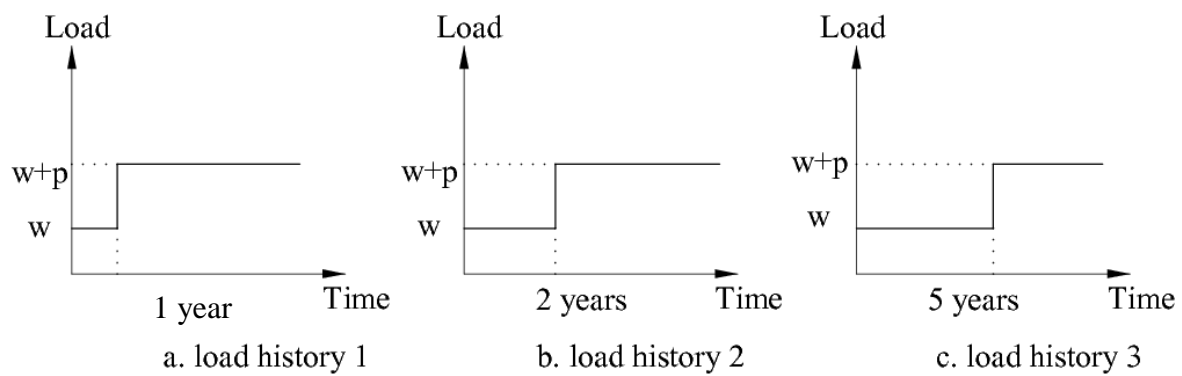 Load
w+p
w
1 year
Time
a. load history 1
Load
w+p
w
2 years
Time
b. load history 2
Load
w+p
w
5 years
Time
c. load history 3